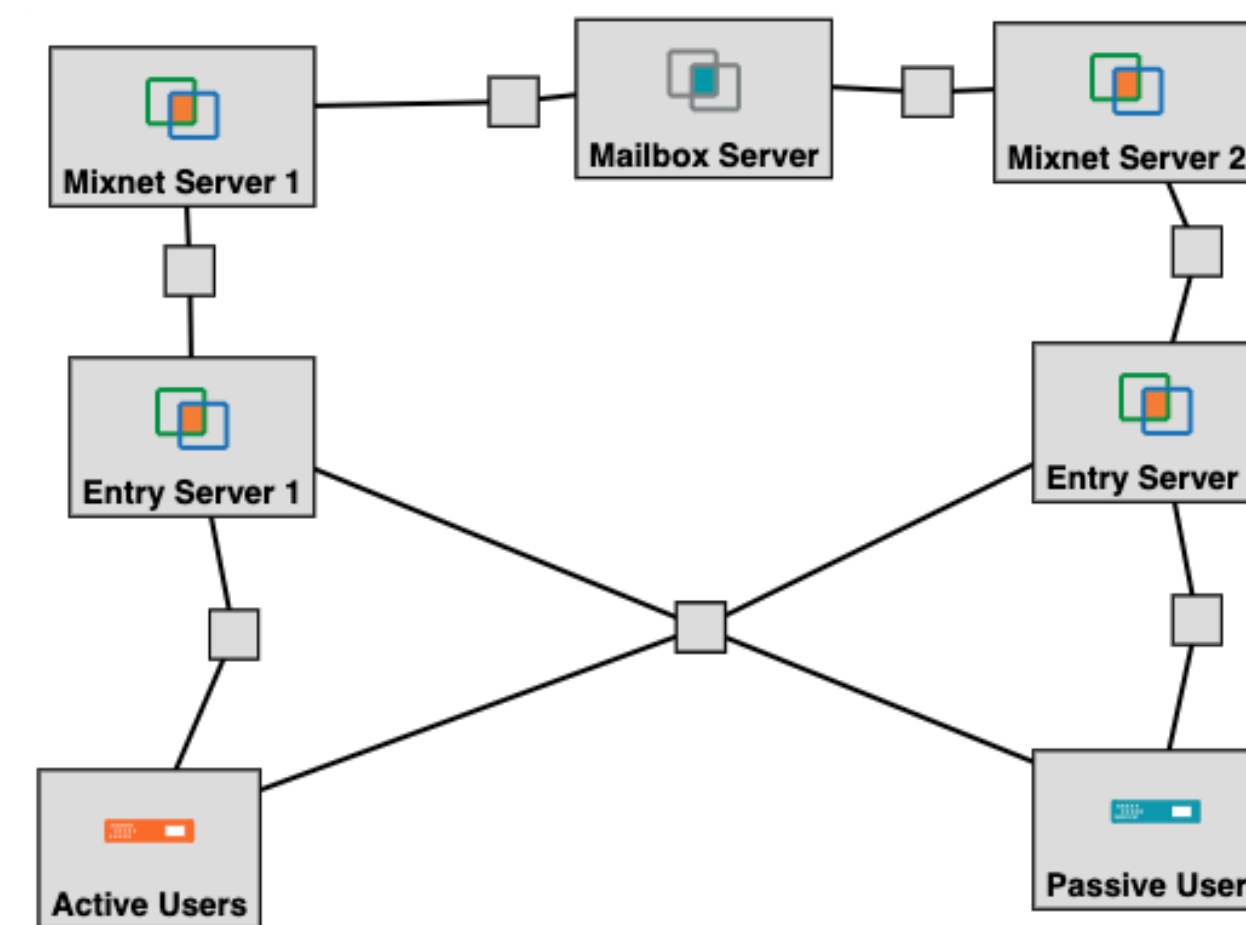 Mailbox Server
Mixnet Server 2
Mixnet Server 1
Entry Server
Entry Server 1
Passive User
Active Users